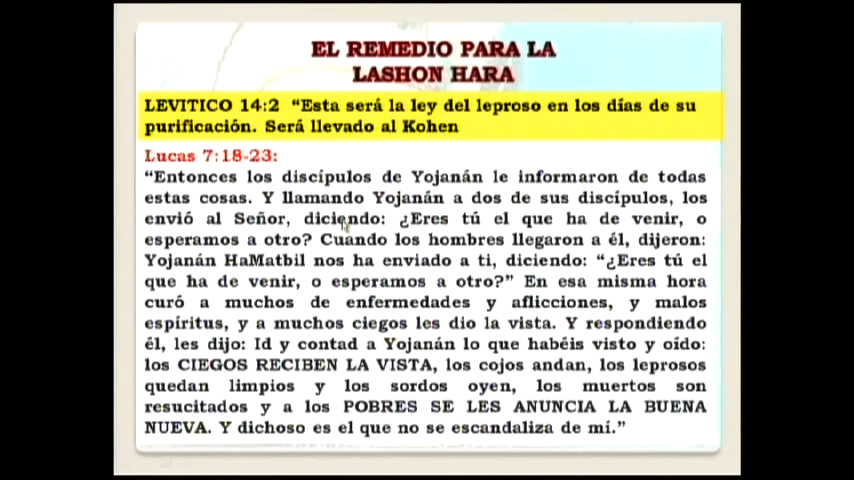 EL REMEDIO PARA LA
LASHON HARA
LEVITICO 14:2 "Esta será la ley del leproso en los días de su
purificación. Será llevado al Kohen
Lucas 7:18-23:
"Entonces los discípulos de Yojanán le informaron de todas
estas cosas. Y llamando Yojanán a dos de sus discípulos, los
envió al Señor, diciendo: ¿Eres tú el que ha de venir, o
esperamos a otro? Cuando los hombres llegaron a él, dijeron:
Yojanán HaMatbil nos ha enviado a ti, diciendo: "¿Eres tú el
que ha de venir, o esperamos a otro?" En esa misma hora
curó a muchos de enfermedades y aflicciones, y malos
espíritus, y a muchos ciegos les dio la vista. Y respondiendo
él, les dijo: Id y contad a Yojanán lo que habéis visto y oído:
los CIEGOS RECIBEN LA VISTA, los cojos andan, los leprosos
quedan limpios y los sordos oyen, los muertos son
resucitados y a los POBRES SE LES ANUNCIA LA BUENA
NUEVA. Y dichoso es el que no se escandaliza de mí."